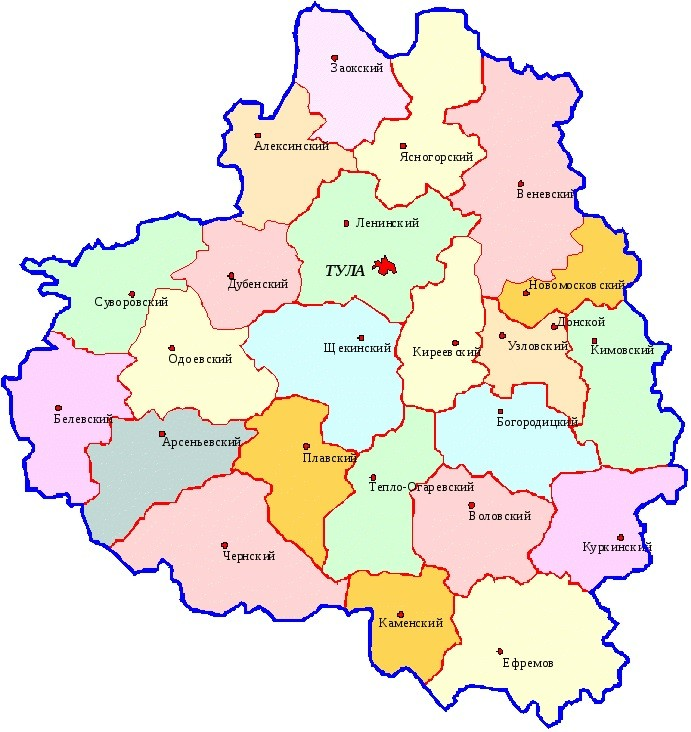 Заокский
Алексинский
Ясногорский
Веневский
Ленинский
ТУЛА
Дубенский
Новомосковский
Суворовский
Донской
Щекинский
Киреевский
Узловский
Кимовский
Одоевский
Белевский
Арсеньевский
Богородицкий
Плавский
Тепло-Огаревский
Воловский
Чернский
Куркинский
Каменский
Ефремов